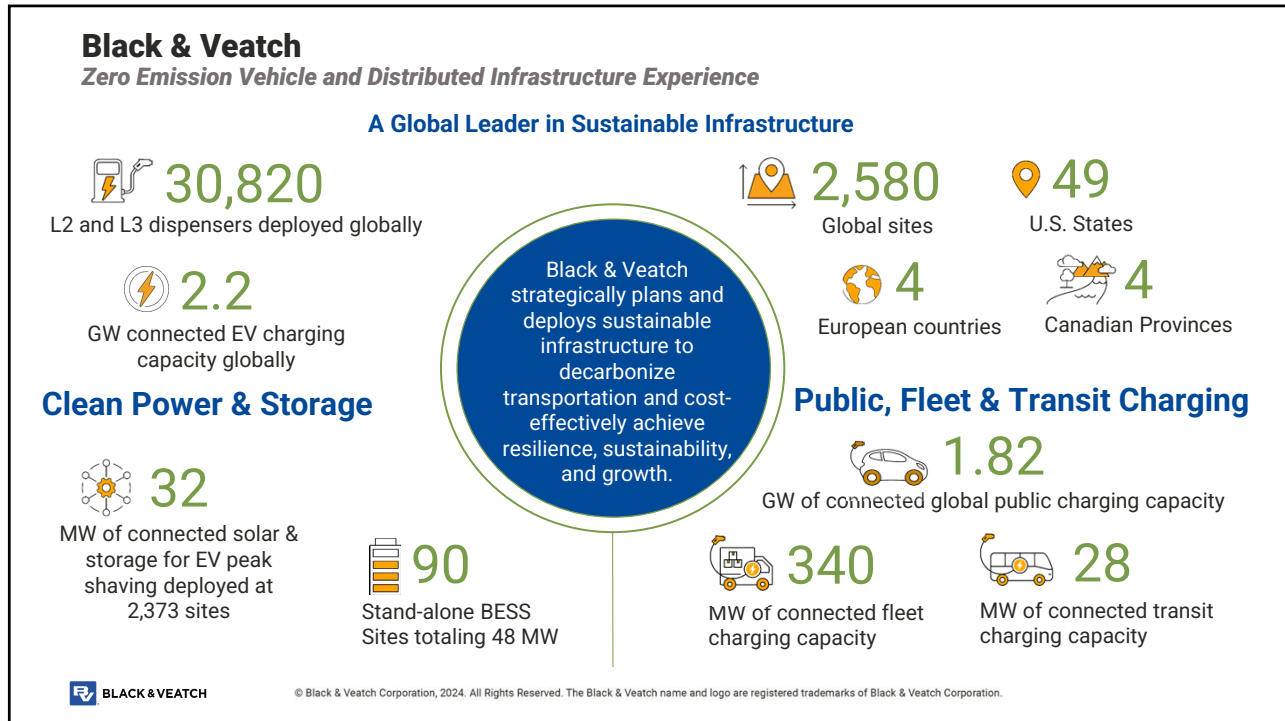 Black & Veatch
Zero Emission Vehicle and Distributed Infrastructure Experience
A Global Leader in Sustainable Infrastructure
30,820
L2 and L3 dispensers deployed globally
2.2
GW connected EV charging
capacity globally
2,580
Global sites
49
U.S. States
4
European countries
4
Canadian Provinces
Black & Veatch
strategically plans and
deploys sustainable
infrastructure to
decarbonize
transportation and cost-
effectively achieve
resilience, sustainability,
and growth.
Clean Power & Storage
32
MW of connected solar &
storage for EV peak
shaving deployed at
2,373 sites
90
Stand-alone BESS
Sites totaling 48 MW
Public, Fleet & Transit Charging
1.82
GW of connected global public charging capacity
340
MW of connected fleet
charging capacity
28
MW of connected transit
charging capacity
BV BLACK & VEATCH
© Black & Veatch Corporation, 2024. All Rights Reserved. The Black & Veatch name and logo are registered trademarks of Black & Veatch Corporation.